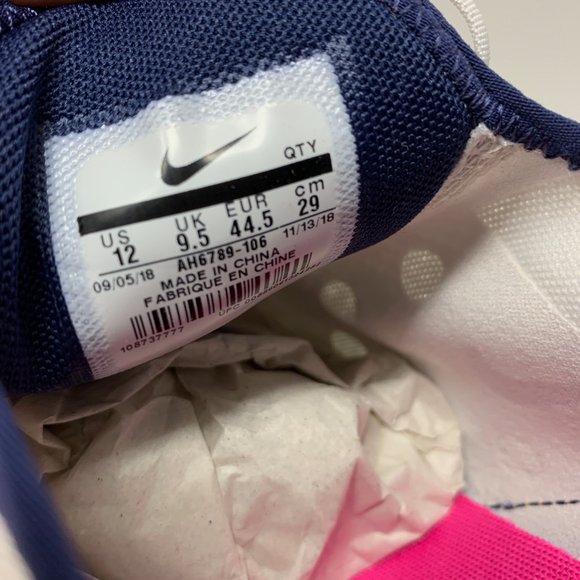 QTY
US UK EUR cm
12 9.5 44.5 29
09/05/18 AH6789-106 11/13/18
MADE IN CHINA
FABRIQUE EN CHINE
108737777 UPC